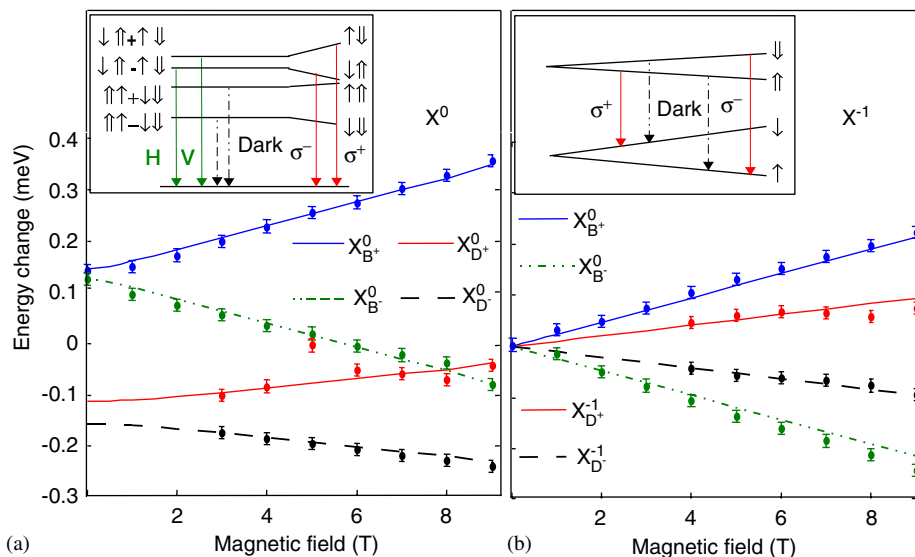 ↓⇑+↑⇓
↓⇑-↑⇓
⇑↑+↓⇓
⇑↑−↓⇓
↑⇓
↓⇑
↑⇑
↓⇓
H V Dark σ⁻ σ⁺
X⁰
Energy change (meV)
0.4
0.3
0.2
0.1
0
-0.1
-0.2
-0.3
X⁰B⁺ X⁰D⁺
X⁰B⁻ X⁰D⁻
2 4 6 8
(a) Magnetic field (T)
⇓
⇑
σ⁺ Dark σ⁻
↓
↑
X⁻¹
X⁰B⁺
X⁰B⁻
X⁻¹D⁺
X⁻¹D⁻
2 4 6 8
(b) Magnetic field (T)